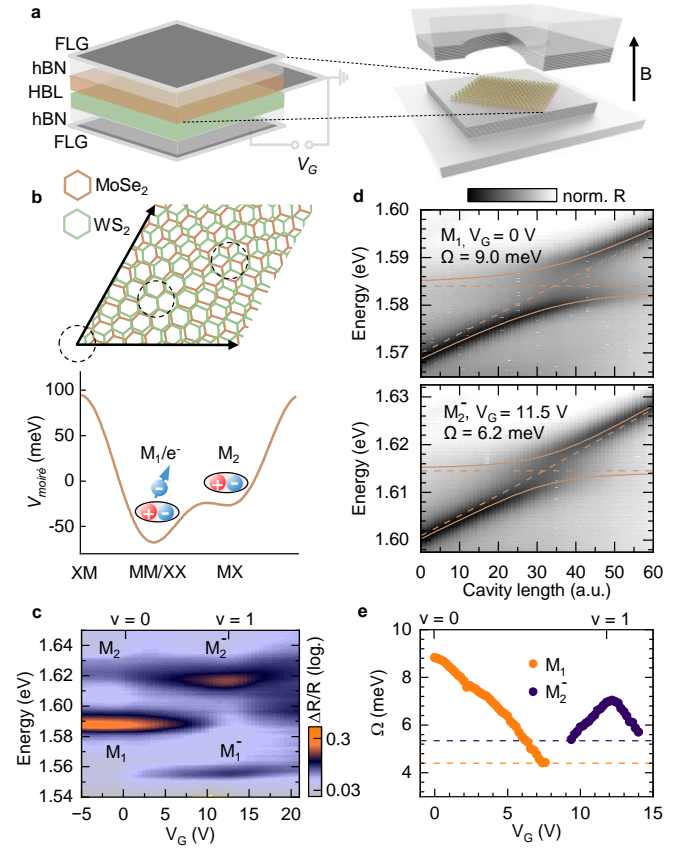 a
FLG
hBN
HBL
hBN
FLG
V_G
B
b
MoSe₂
WS₂
100
50
0
-50
V_moiré (meV)
M₁/e⁻
M₂
XM
MM/XX
MX
c
ν = 0
ν = 1
1.64
1.62
1.60
1.58
1.56
1.54
Energy (eV)
M₂
M₂⁻
M₁
M₁⁻
−5
0
5
10
15
20
V_G (V)
0.3
0.03
ΔR/R (log.)
d
norm. R
1.60
1.59
1.58
1.57
Energy (eV)
M₁, V_G = 0 V
Ω = 9.0 meV
1.63
1.62
1.61
1.60
Energy (eV)
M₂⁻, V_G = 11.5 V
Ω = 6.2 meV
0
10
20
30
40
50
60
Cavity length (a.u.)
e
ν = 0
ν = 1
10
8
6
4
Ω (meV)
M₁
M₂⁻
0
5
10
15
V_G (V)